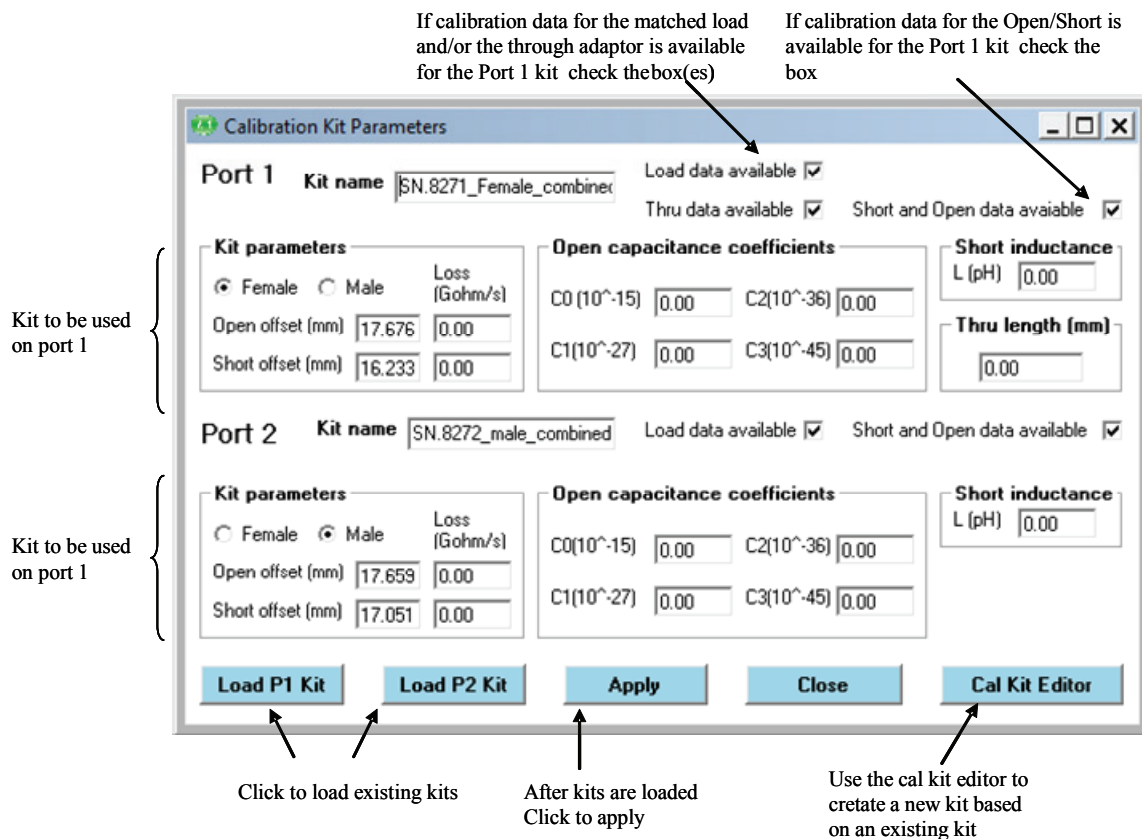 If calibration data for the matched load
and/or the through adaptor is available
for the Port 1 kit check the box(es)
If calibration data for the Open/Short is
available for the Port 1 kit check the
box
Calibration Kit Parameters
Port 1
Kit name
SN.8271_Female_combined
Load data available
Thru data available
Short and Open data avaiable
Kit to be used
on port 1
Kit parameters
Female
Male
Loss
(Gohm/s)
Open offset (mm)
17.676
0.00
Short offset (mm)
16.233
0.00
Open capacitance coefficients
C0 (10^-15)
0.00
C2(10^-36)
0.00
C1(10^-27)
0.00
C3(10^-45)
0.00
Short inductance
L (pH)
0.00
Thru length (mm)
0.00
Port 2
Kit name
SN.8272_male_combined
Load data available
Short and Open data available
Kit to be used
on port 1
Kit parameters
Female
Male
Loss
(Gohm/s)
Open offset (mm)
17.659
0.00
Short offset (mm)
17.051
0.00
Open capacitance coefficients
C0(10^-15)
0.00
C2(10^-36)
0.00
C1(10^-27)
0.00
C3(10^-45)
0.00
Short inductance
L (pH)
0.00
Load P1 Kit
Load P2 Kit
Apply
Close
Cal Kit Editor
Click to load existing kits
After kits are loaded
Click to apply
Use the cal kit editor to
cretate a new kit based
on an existing kit